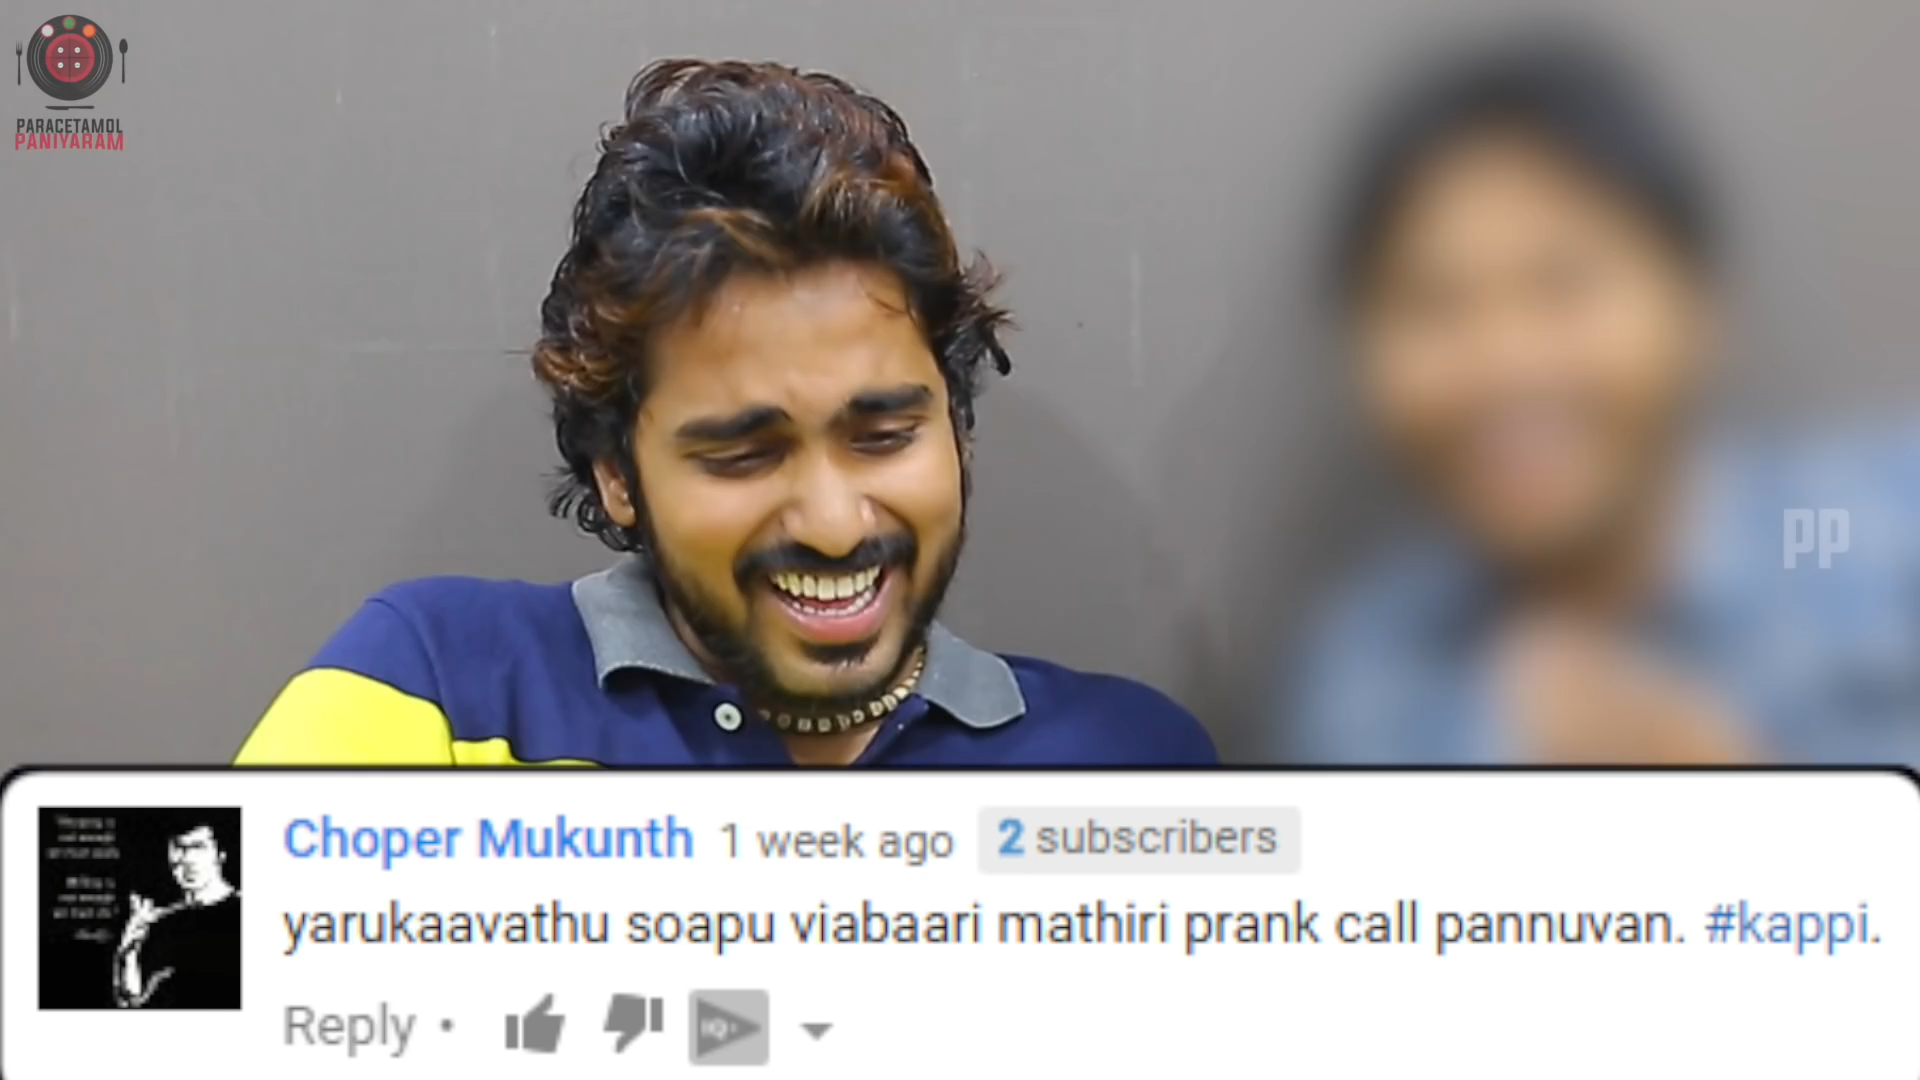 PARACETAMOL
PANIYARAM
pp
Choper Mukunth 1 week ago 2 subscribers
yarukaavathu soapu viabaari mathiri prank call pannuvan. #kappi.
Reply •
IQ